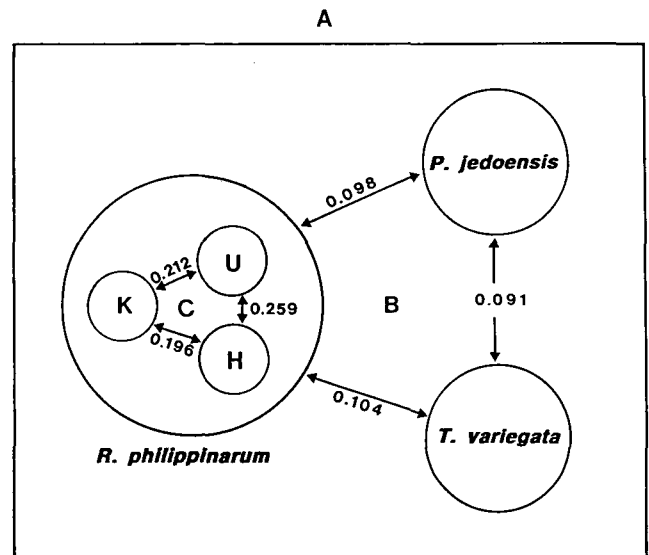 A
P. jedoensis
0.098
0.212
U
K
C
0.259
B
0.091
0.196
H
0.104
R. philippinarum
T. variegata